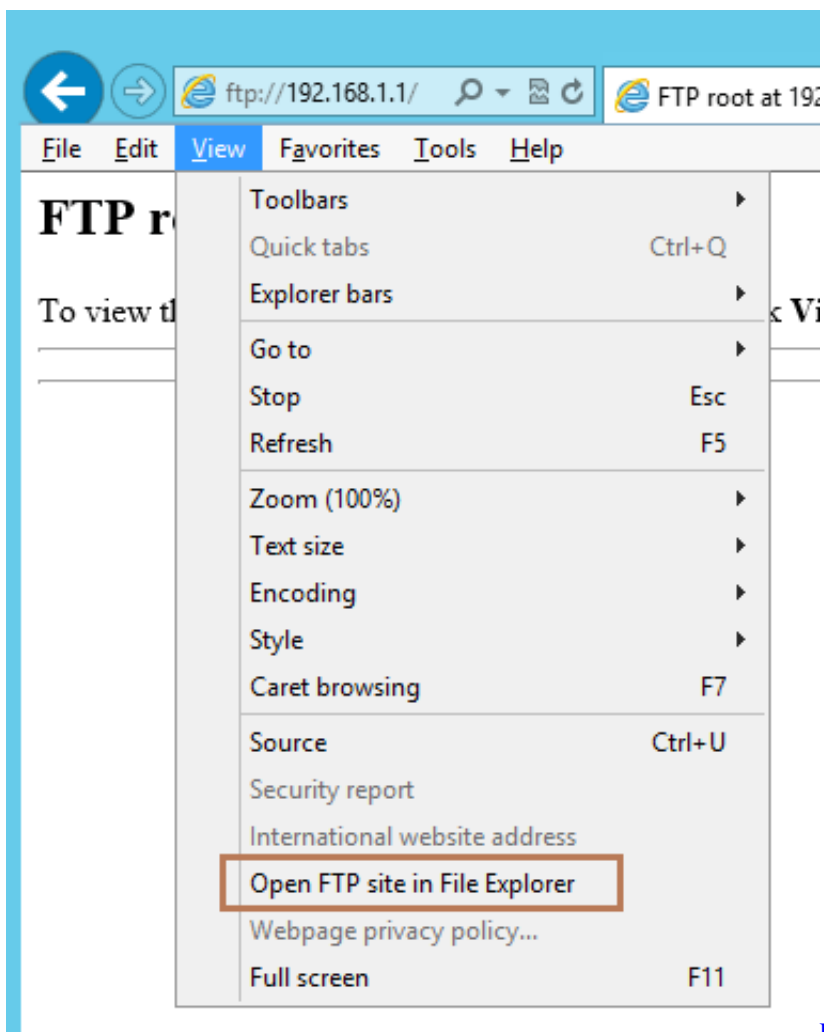 ftp://192.168.1.1/
FTP root at 192
File Edit View Favorites Tools Help
FTP
To view
Toolbars
Quick tabs Ctrl+Q
Explorer bars
Go to
Stop Esc
Refresh F5
Zoom (100%)
Text size
Encoding
Style
Caret browsing F7
Source Ctrl+U
Security report
International website address
Open FTP site in File Explorer
Webpage privacy policy...
Full screen F11